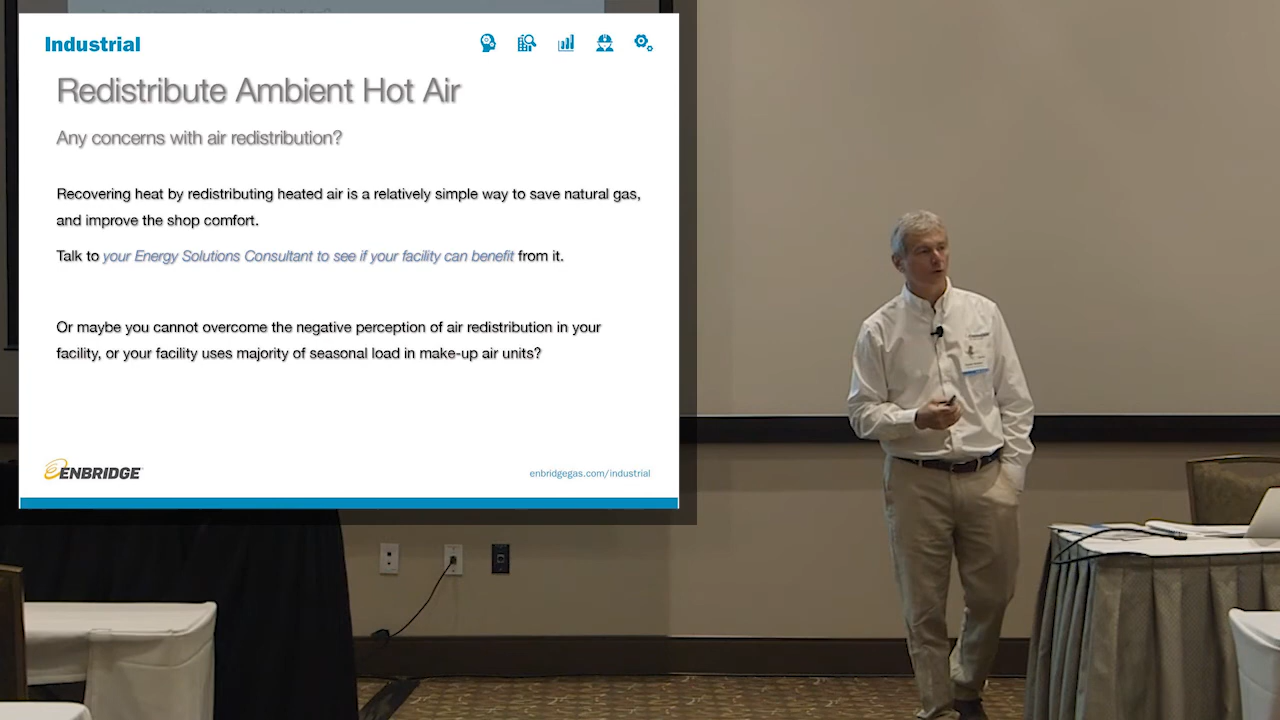 Industrial
Redistribute Ambient Hot Air
Any concerns with air redistribution?
Recovering heat by redistributing heated air is a relatively simple way to save natural gas,
and improve the shop comfort.
Talk to your Energy Solutions Consultant to see if your facility can benefit from it.
Or maybe you cannot overcome the negative perception of air redistribution in your
facility, or your facility uses majority of seasonal load in make-up air units?
ENBRIDGE
enbridgegas.com/industrial